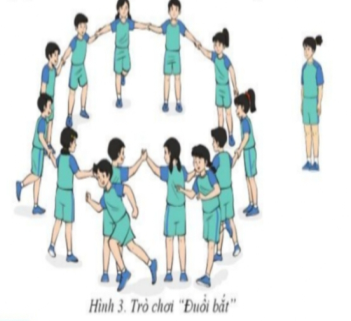 Hình 3. Trò chơi "Đuổi bắt"